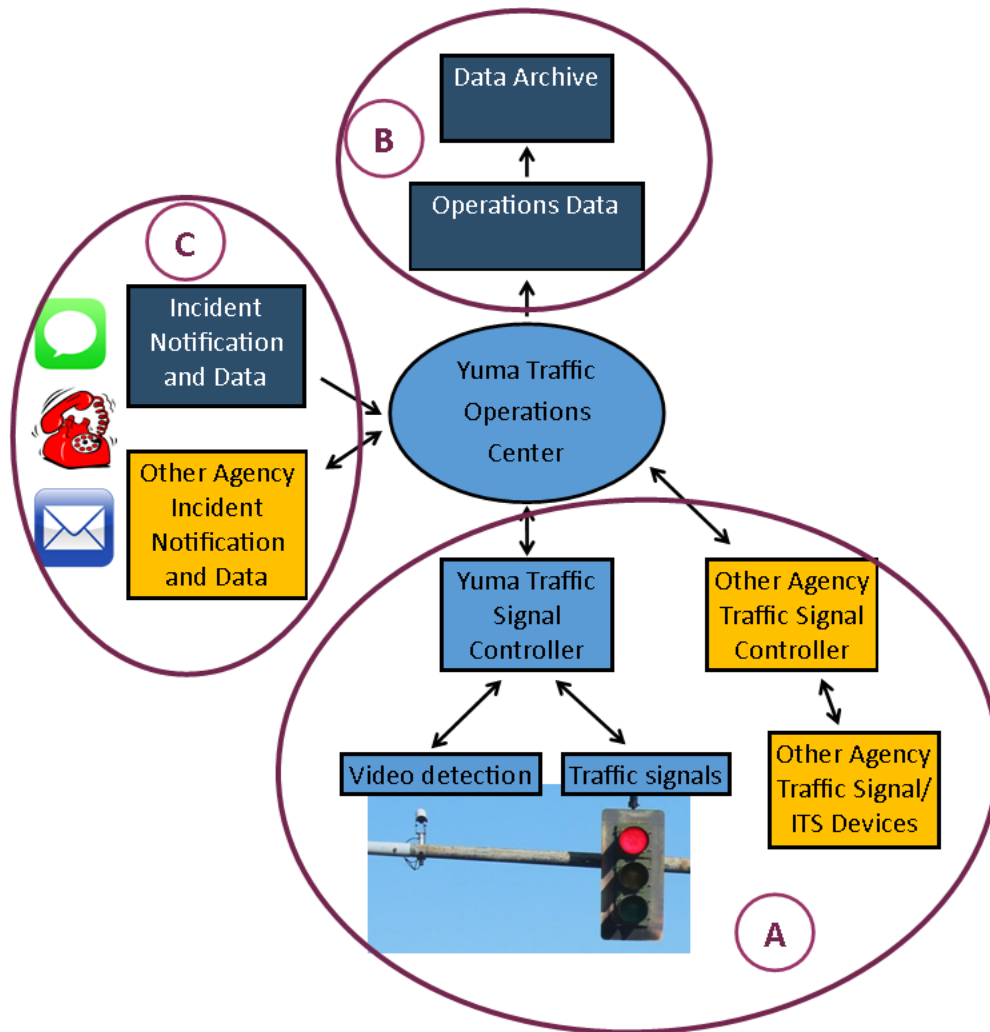 Data Archive
B
Operations Data
C
Incident
Notification
and Data
Yuma Traffic
Operations
Center
Other Agency
Incident
Notification
and Data
Yuma Traffic
Signal
Controller
Other Agency
Traffic Signal
Controller
Video detection
Traffic signals
Other Agency
Traffic Signal/
ITS Devices
A